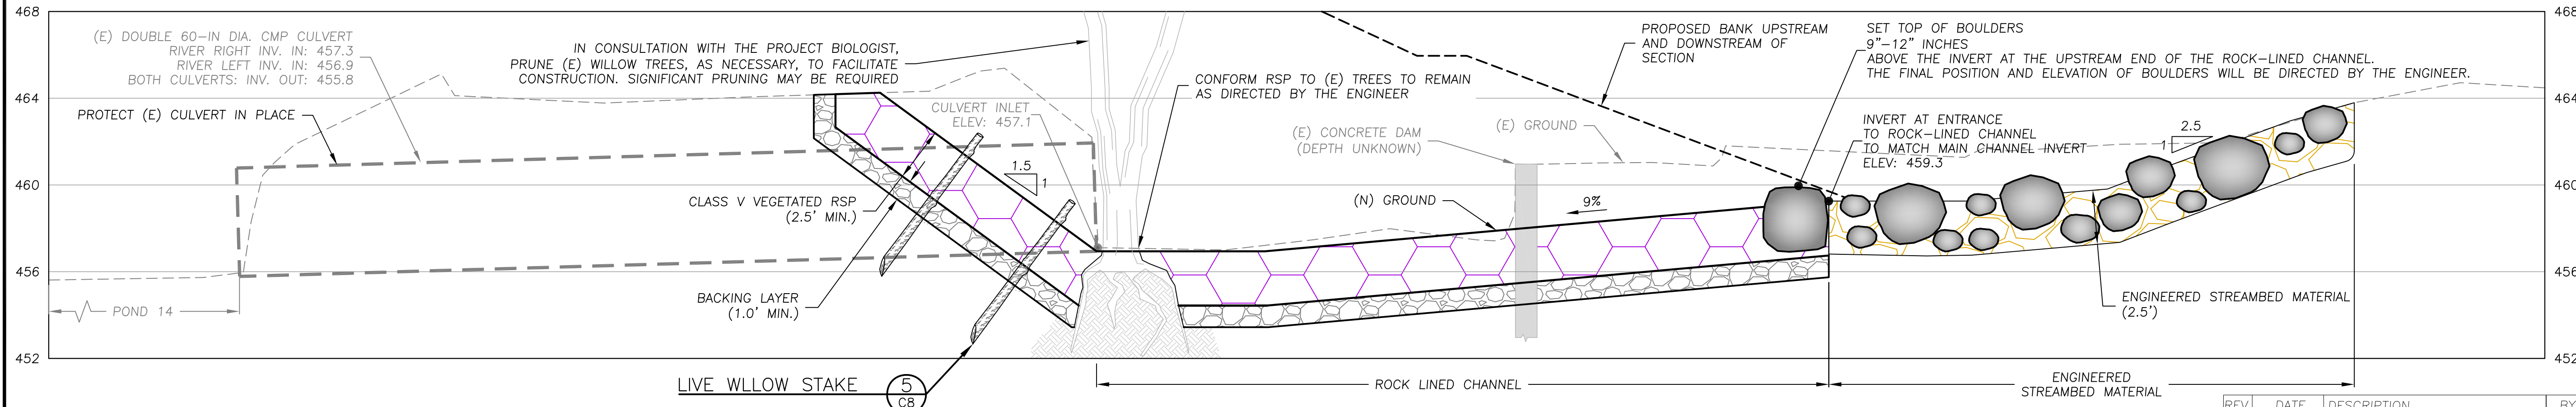 468
468
(E) DOUBLE 60-IN DIA. CMP CULVERT
RIVER RIGHT INV. IN: 457.3
RIVER LEFT INV. IN: 456.9
BOTH CULVERTS: INV. OUT: 455.8
IN CONSULTATION WITH THE PROJECT BIOLOGIST,
PRUNE (E) WILLOW TREES, AS NECESSARY, TO FACILITATE
CONSTRUCTION. SIGNIFICANT PRUNING MAY BE REQUIRED
PROPOSED BANK UPSTREAM
AND DOWNSTREAM OF
SECTION
SET TOP OF BOULDERS
9"-12" INCHES
ABOVE THE INVERT AT THE UPSTREAM END OF THE ROCK-LINED CHANNEL.
THE FINAL POSITION AND ELEVATION OF BOULDERS WILL BE DIRECTED BY THE ENGINEER.
CONFORM RSP TO (E) TREES TO REMAIN
AS DIRECTED BY THE ENGINEER
464
464
PROTECT (E) CULVERT IN PLACE
CULVERT INLET
ELEV: 457.1
(E) CONCRETE DAM
(DEPTH UNKNOWN)
(E) GROUND
INVERT AT ENTRANCE
TO ROCK-LINED CHANNEL
TO MATCH MAIN CHANNEL INVERT
ELEV: 459.3
2.5
1
1.5
1
460
460
CLASS V VEGETATED RSP
(2.5' MIN.)
(N) GROUND
9%
456
456
BACKING LAYER
(1.0' MIN.)
POND 14
ENGINEERED STREAMBED MATERIAL
(2.5')
452
452
LIVE WLLOW STAKE
5
C8
ROCK LINED CHANNEL
ENGINEERED
STREAMBED MATERIAL
REV
DATE
DESCRIPTION
BY